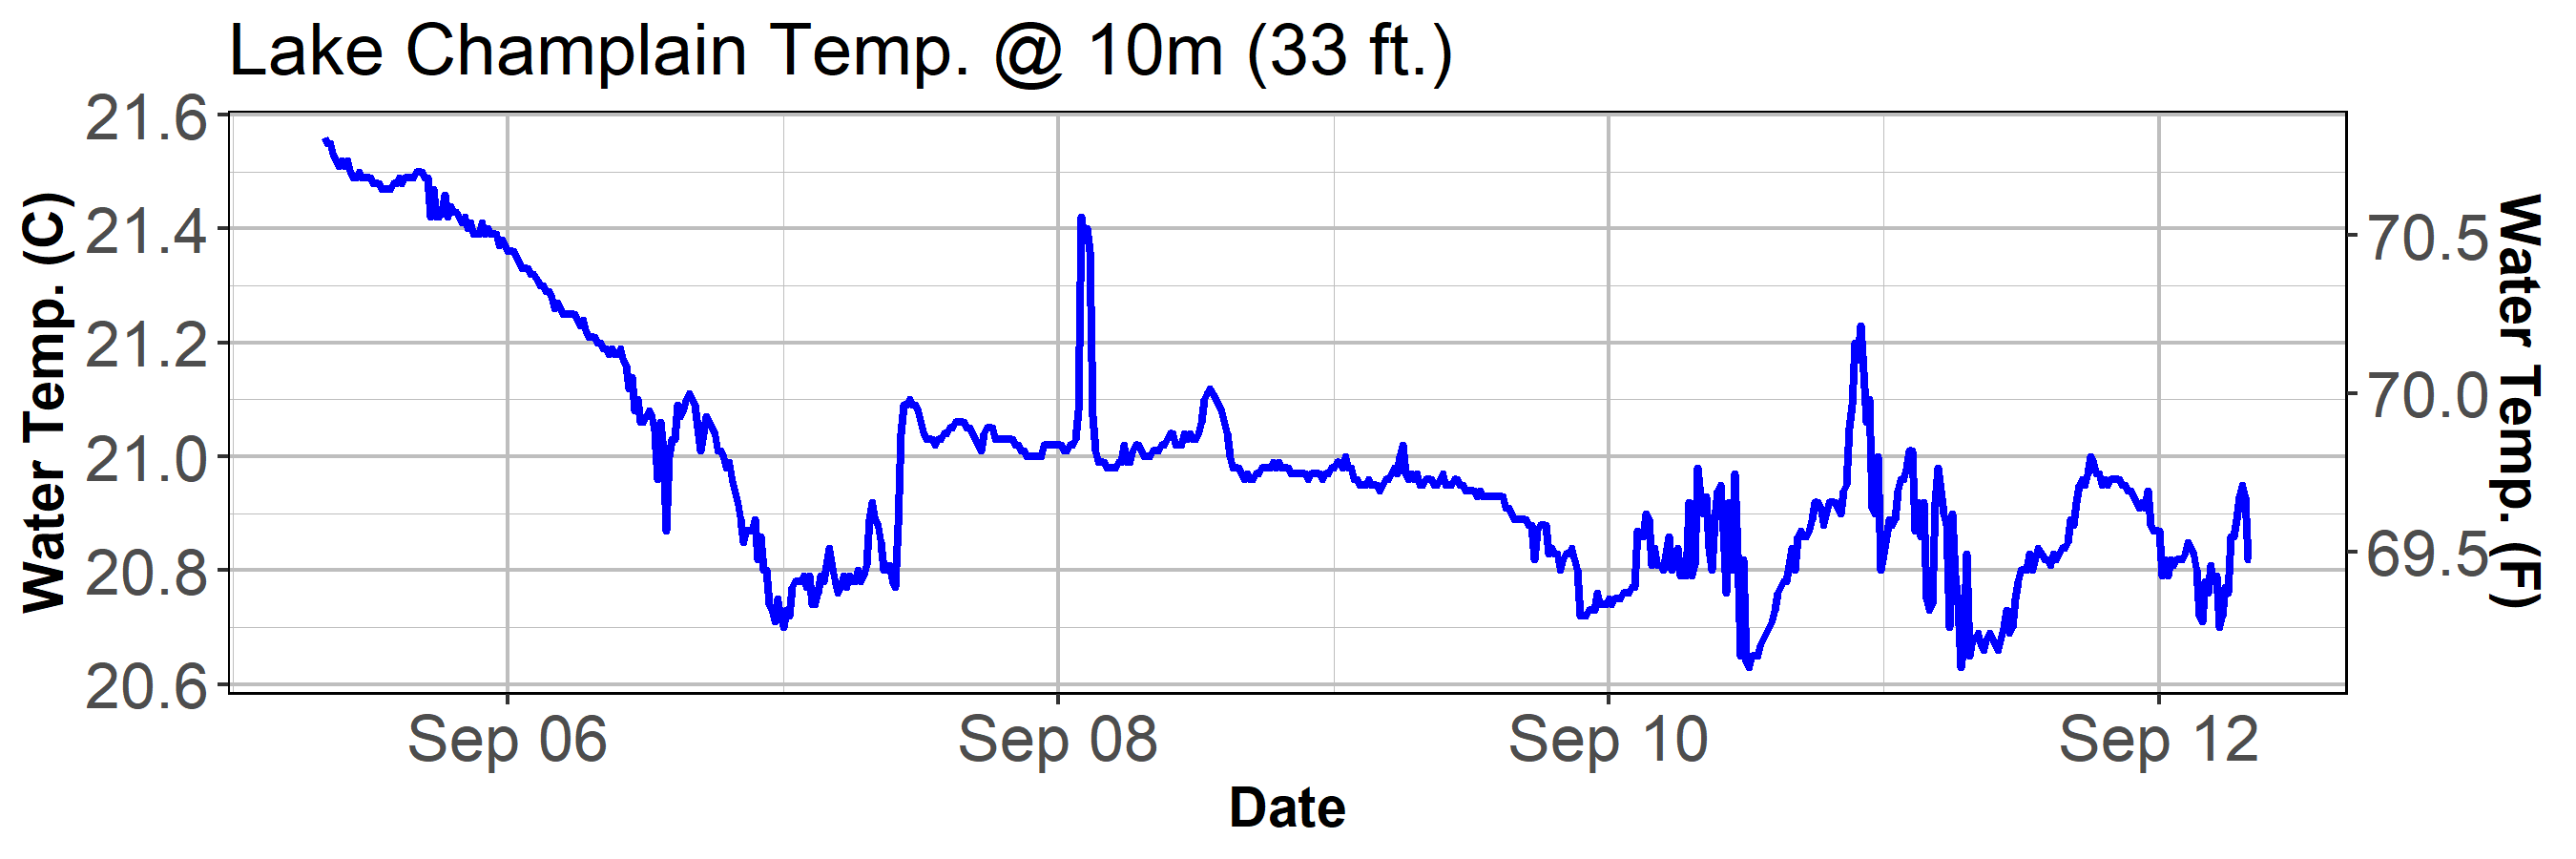 Lake Champlain Temp. @ 10m (33 ft.)
Water Temp. (C)
21.6
21.4
21.2
21.0
20.8
20.6
70.5
70.0
69.5
Water Temp. (F)
Sep 06 Sep 08 Sep 10 Sep 12
Date